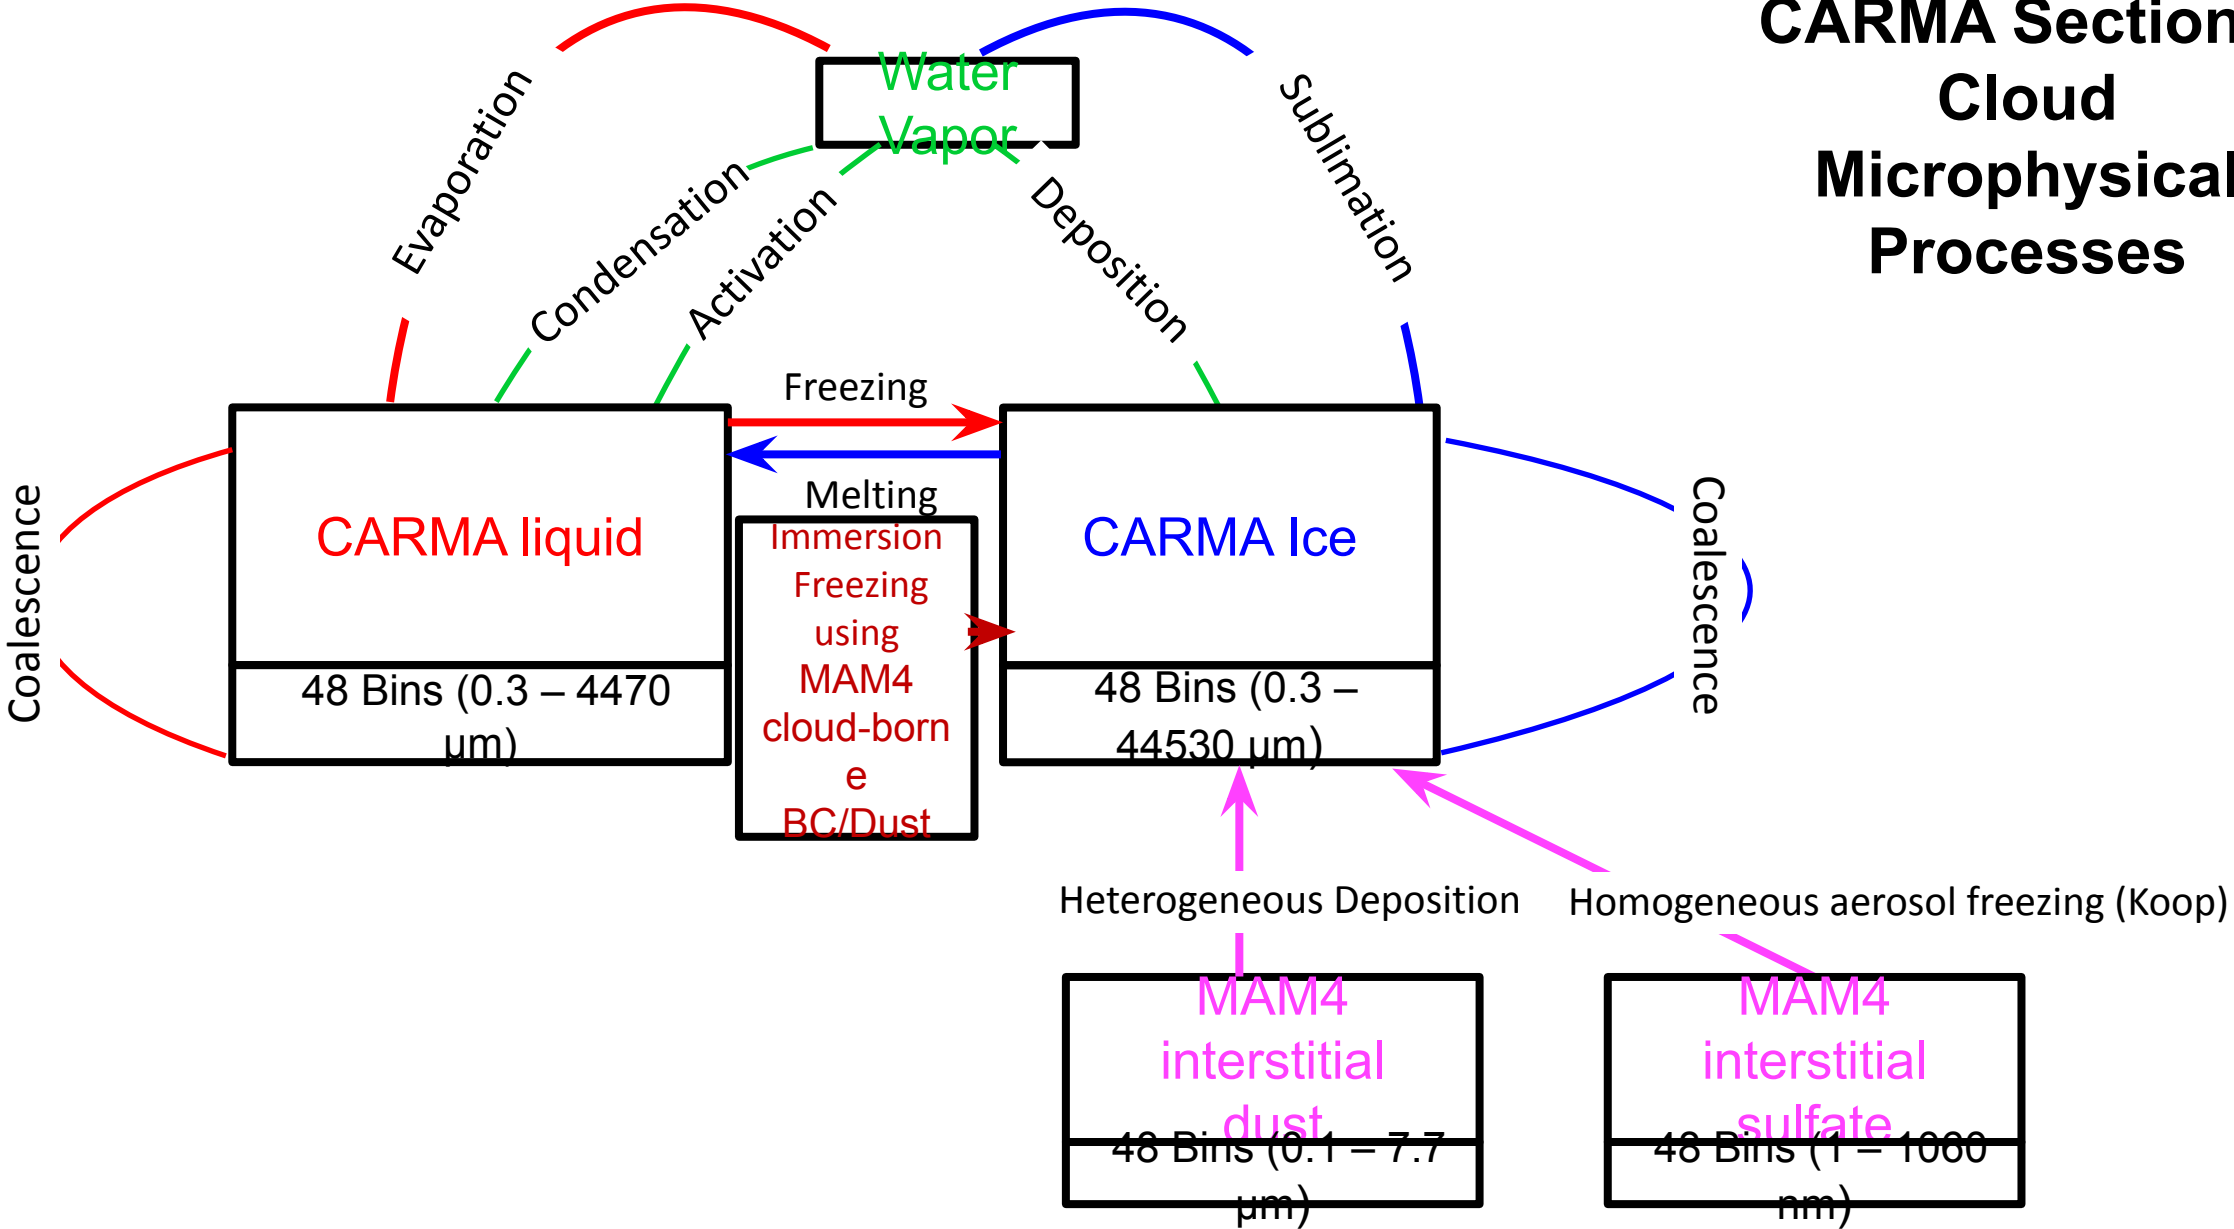 CARMA Section
Cloud
Microphysical
Processes
Water
Vapor
Evaporation
Condensation
Activation
Deposition
Sublimation
Freezing
Melting
Coalescence
CARMA liquid
48 Bins (0.3 – 4470
µm)
Immersion
Freezing
using
MAM4
cloud-born
e
BC/Dust
CARMA Ice
48 Bins (0.3 –
44530 µm)
Coalescence
Heterogeneous Deposition
Homogeneous aerosol freezing (Koop)
MAM4
interstitial
dust
48 Bins (0.1 – 7.7
µm)
MAM4
interstitial
sulfate
48 Bins (1 – 1060
nm)